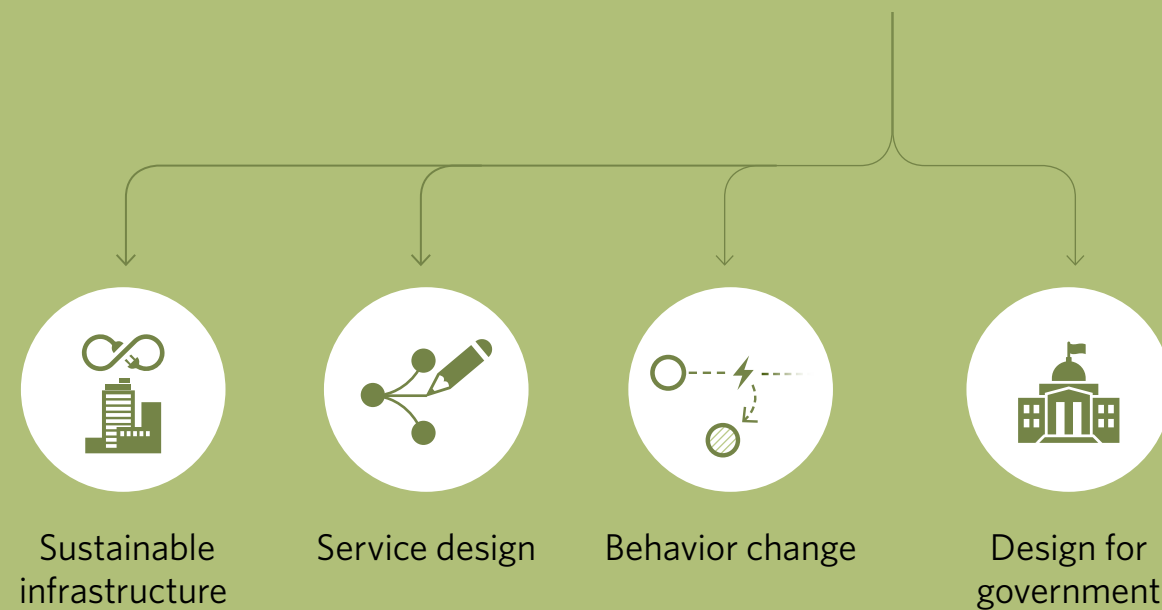 Sustainable
infrastructure
Service design
Behavior change
Design for
government